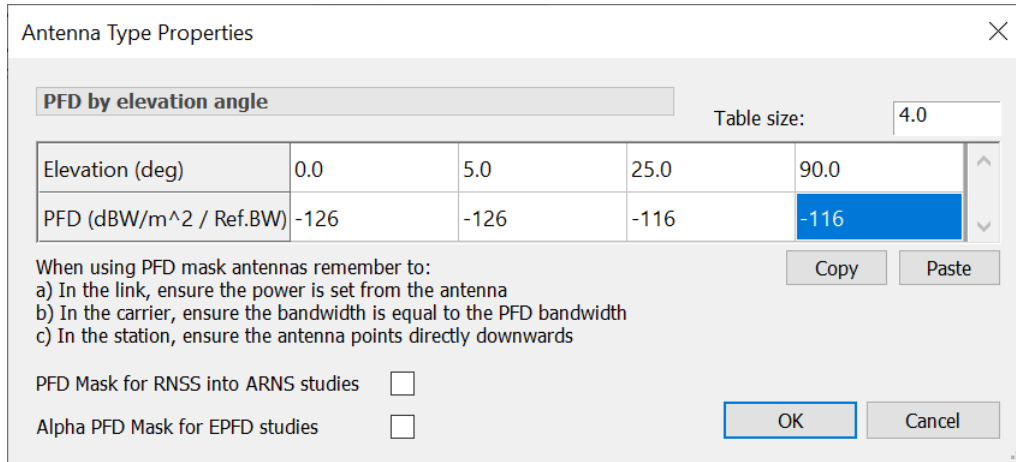 Antenna Type Properties
PFD by elevation angle
Table size: 4.0
Elevation (deg) 0.0 5.0 25.0 90.0
PFD (dBW/m^2 / Ref.BW) -126 -126 -116 -116
When using PFD mask antennas remember to:
a) In the link, ensure the power is set from the antenna
b) In the carrier, ensure the bandwidth is equal to the PFD bandwidth
c) In the station, ensure the antenna points directly downwards
Copy Paste
PFD Mask for RNSS into ARNS studies
Alpha PFD Mask for EPFD studies
OK Cancel